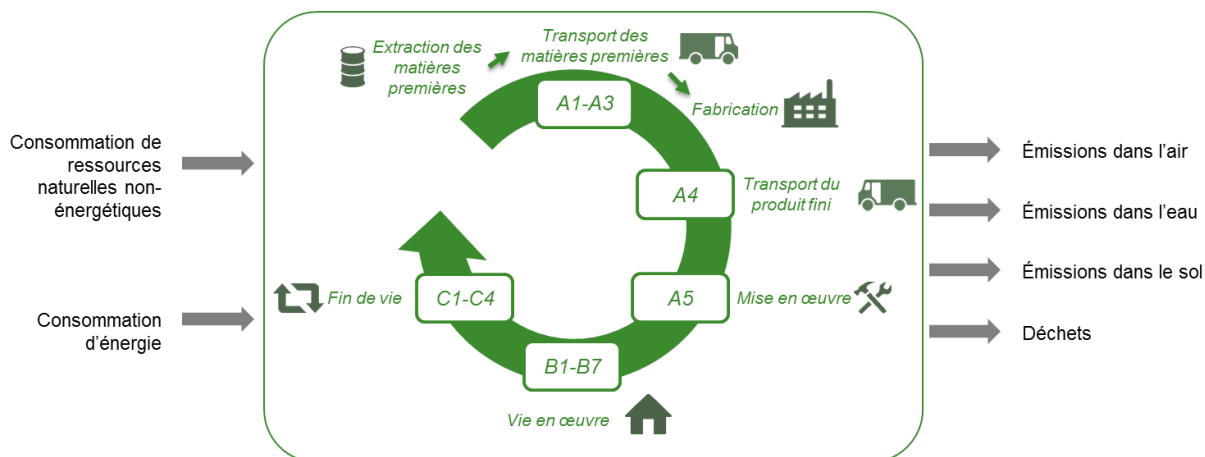 Consommation de
ressources
naturelles non-
énergétiques
Consommation
d'énergie
Extraction des
matières
premières
Transport des
matières premières
A1-A3
Fabrication
A4
Transport du
produit fini
A5
Mise en œuvre
B1-B7
Vie en œuvre
C1-C4
Fin de vie
Émissions dans l'air
Émissions dans l'eau
Émissions dans le sol
Déchets